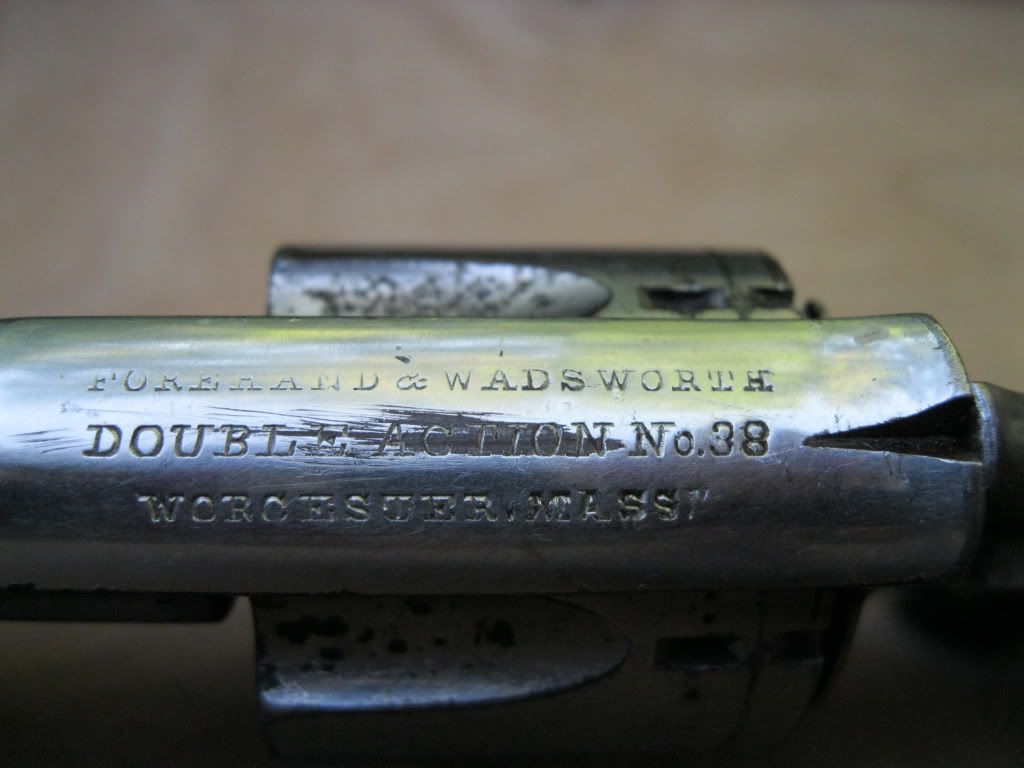 FOREHAND & WADSWORTH
DOUBLE ACTION No.38
WORCESTER, MASS